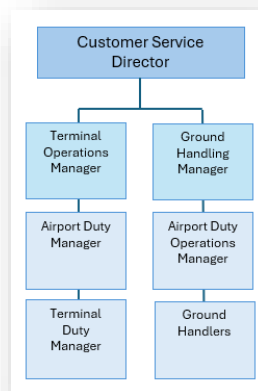 Customer Service
Director
Terminal
Operations
Manager
Ground
Handling
Manager
Airport Duty
Manager
Airport Duty
Operations
Manager
Terminal
Duty
Manager
Ground
Handlers